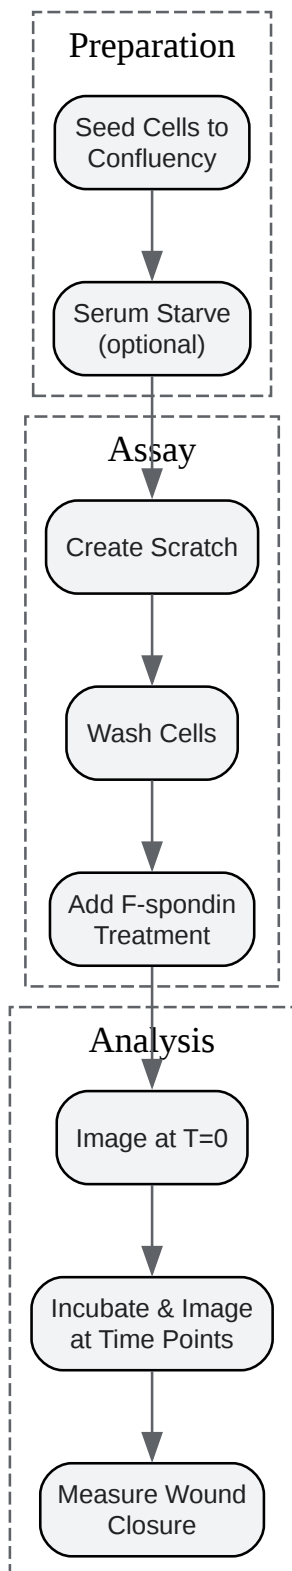 Preparation
Seed Cells to
Confluency
Serum Starve
(optional)
Assay
Create Scratch
Wash Cells
Add F-spondin
Treatment
Analysis
Image at T=0
Incubate & Image
at Time Points
Measure Wound
Closure